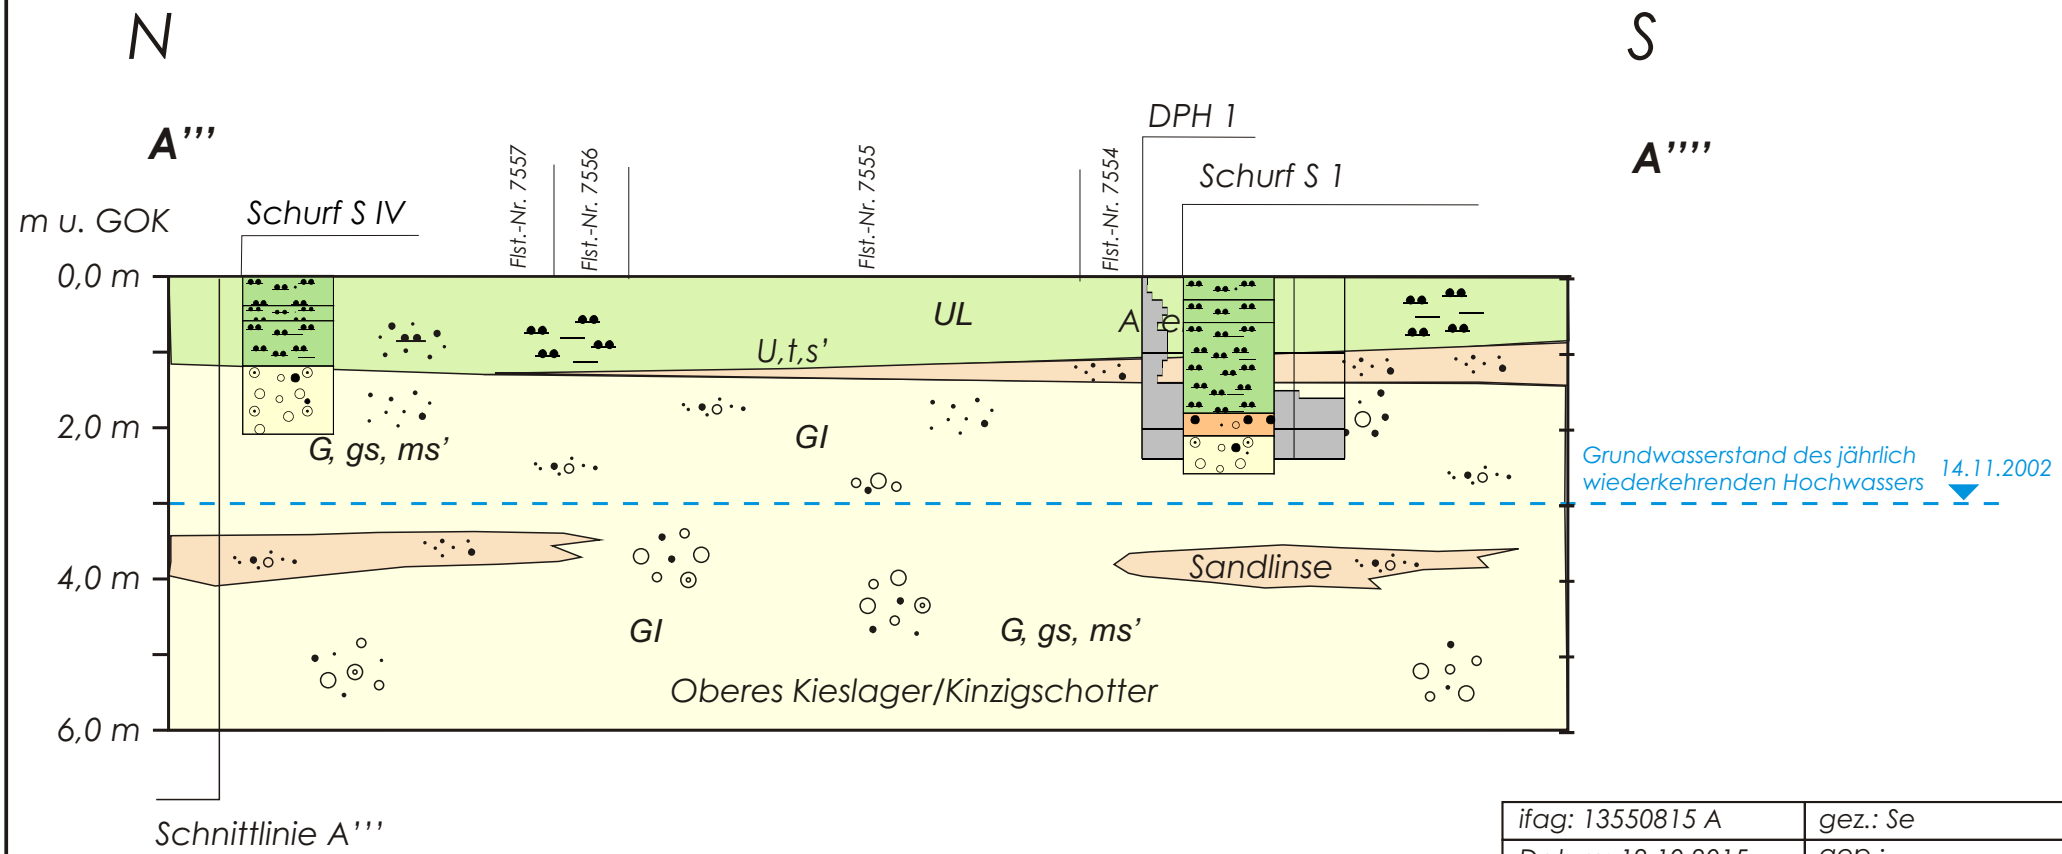 N
S
A’’’
A’’’’
DPH 1
Schurf S 1
Schurf S IV
m u. GOK
Flst.-Nr. 7557
Flst.-Nr. 7556
Flst.-Nr. 7555
Flst.-Nr. 7554
0,0 m
UL
A e
U,t,s’
2,0 m
G, gs, ms’
GI
Grundwasserstand des jährlich
wiederkehrenden Hochwassers
14.11.2002
4,0 m
Sandlinse
GI
G, gs, ms’
Oberes Kieslager/Kinzigschotter
6,0 m
Schnittlinie A’’’
ifag: 13550815 A
gez.: Se